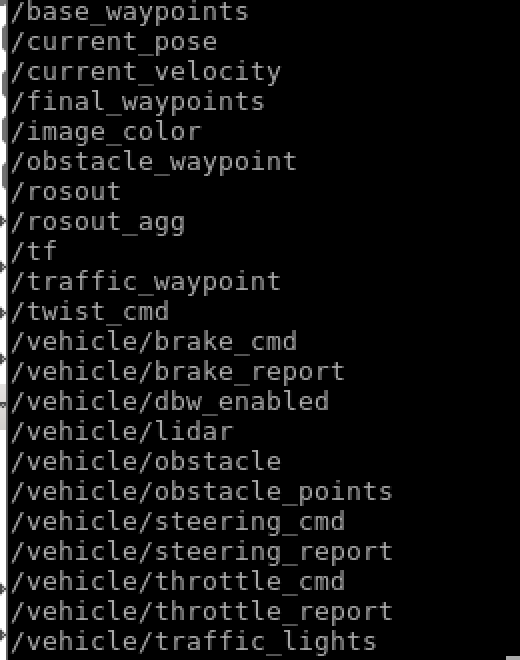 /base_waypoints
/current_pose
/current_velocity
/final_waypoints
/image_color
/obstacle_waypoint
/rosout
/rosout_agg
/tf
/traffic_waypoint
/twist_cmd
/vehicle/brake_cmd
/vehicle/brake_report
/vehicle/dbw_enabled
/vehicle/lidar
/vehicle/obstacle
/vehicle/obstacle_points
/vehicle/steering_cmd
/vehicle/steering_report
/vehicle/throttle_cmd
/vehicle/throttle_report
/vehicle/traffic_lights